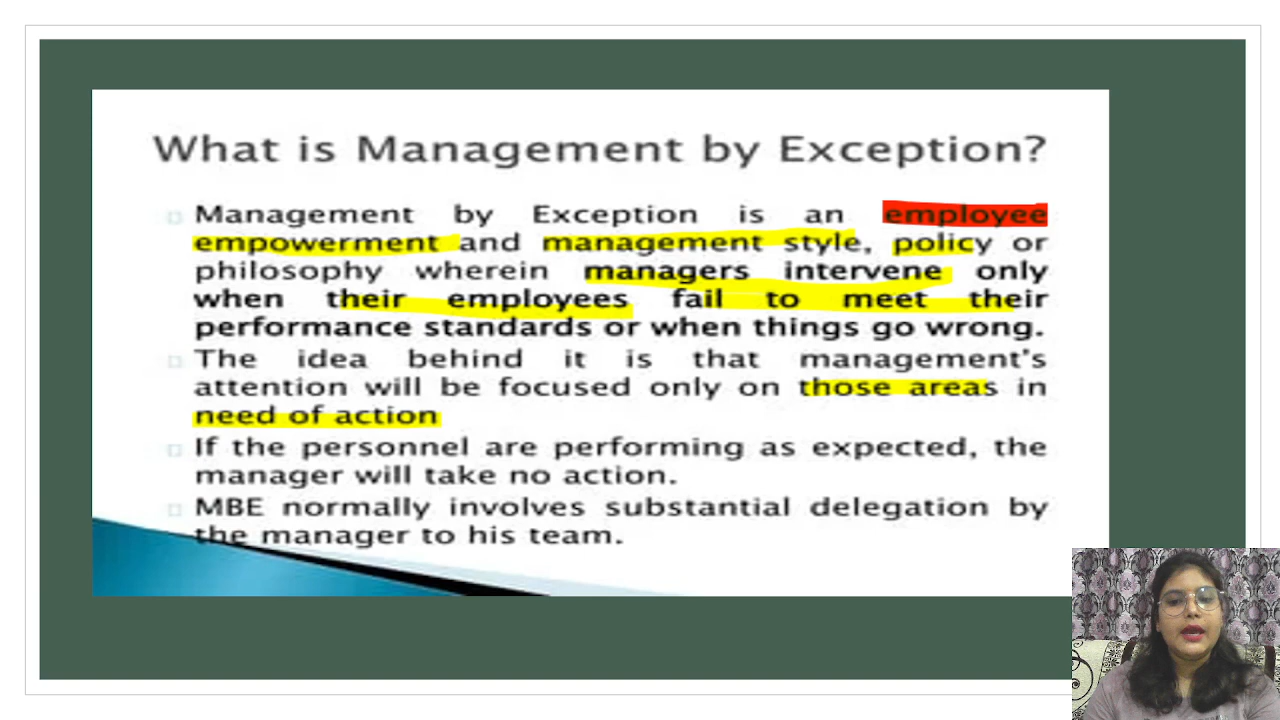 What is Management by Exception?
Management by Exception is an employee
empowerment and management style, policy or
philosophy wherein managers intervene only
when their employees fail to meet their
performance standards or when things go wrong.
The idea behind it is that management's
attention will be focused only on those areas in
need of action
If the personnel are performing as expected, the
manager will take no action.
MBE normally involves substantial delegation by
the manager to his team.